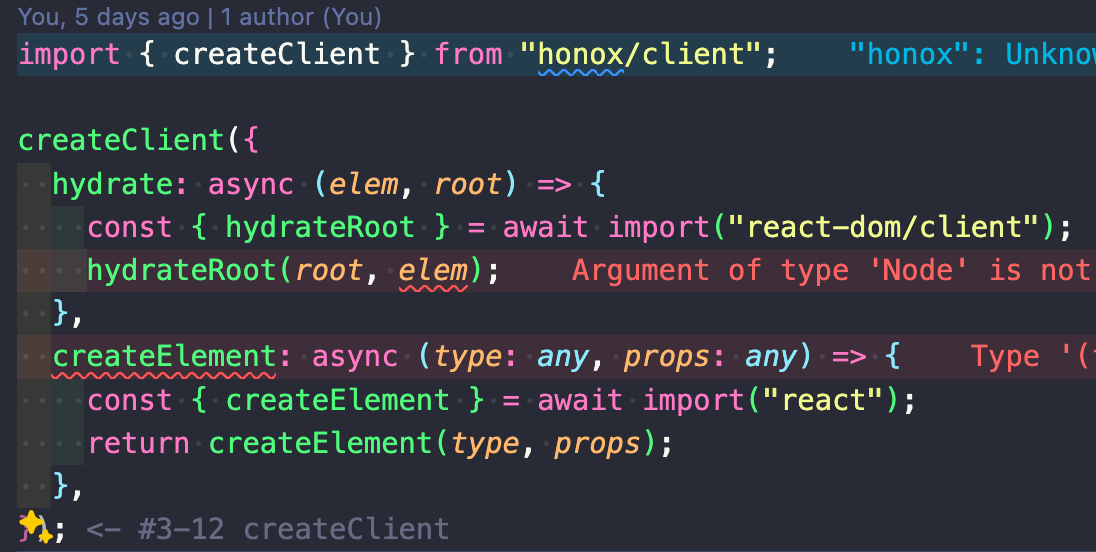 You, 5 days ago | 1 author (You)
import { createClient } from "honox/client";    "honox": Unknow
createClient({
  hydrate: async (elem, root) => {
    const { hydrateRoot } = await import("react-dom/client");
    hydrateRoot(root, elem);    Argument of type 'Node' is not
  },
  createElement: async (type: any, props: any) => {    Type '(
    const { createElement } = await import("react");
    return createElement(type, props);
  },
}); <- #3-12 createClient